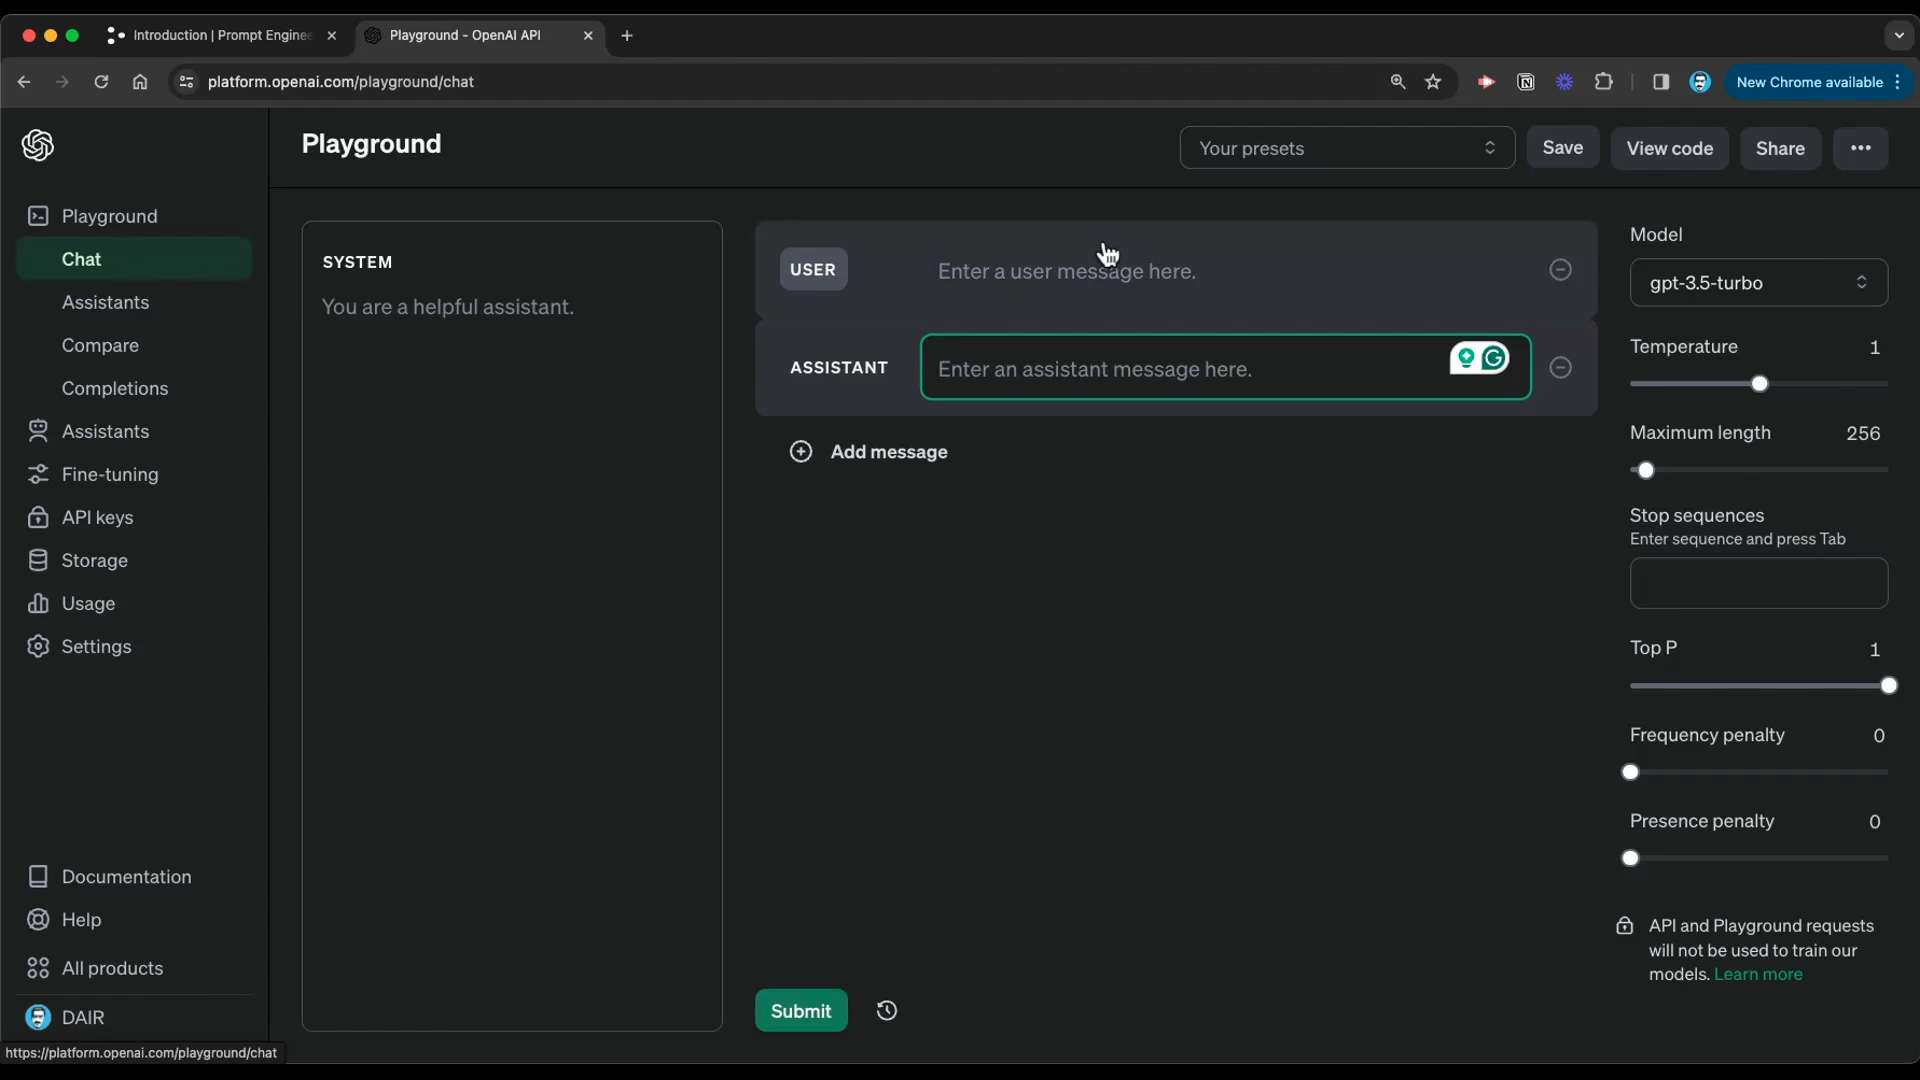 Introduction | Prompt Engine
Playground - OpenAI API
platform.openai.com/playground/chat
New Chrome available
Playground
Your presets
Save
View code
Share
Playground
Chat
Assistants
Compare
Completions
Assistants
Fine-tuning
API keys
Storage
Usage
Settings
Documentation
Help
All products
DAIR
https://platform.openai.com/playground/chat
SYSTEM
You are a helpful assistant.
USER
Enter a user message here.
ASSISTANT
Enter an assistant message here.
Add message
Submit
Model
gpt-3.5-turbo
Temperature 1
Maximum length 256
Stop sequences
Enter sequence and press Tab
Top P 1
Frequency penalty 0
Presence penalty 0
API and Playground requests
will not be used to train our
models. Learn more